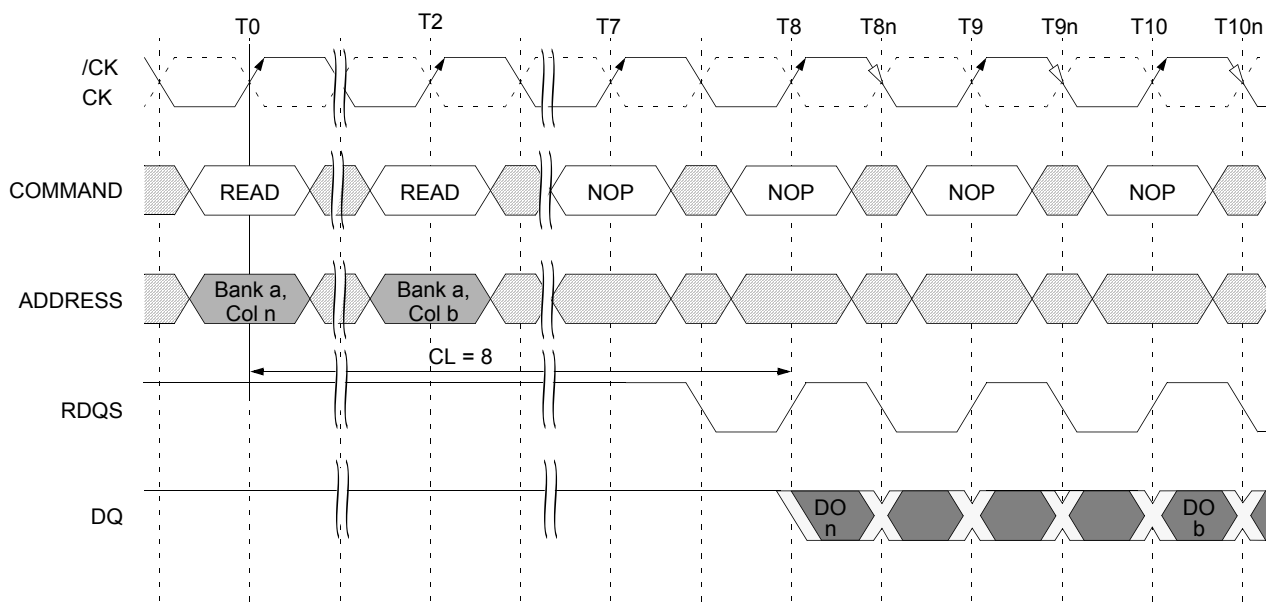 T0 T2 T7 T8 T8n T9 T9n T10 T10n
/CK
CK
COMMAND READ READ NOP NOP NOP NOP
ADDRESS
Bank a,
Col n
Bank a,
Col b
CL = 8
RDQS
DQ
DO
n
DO
b